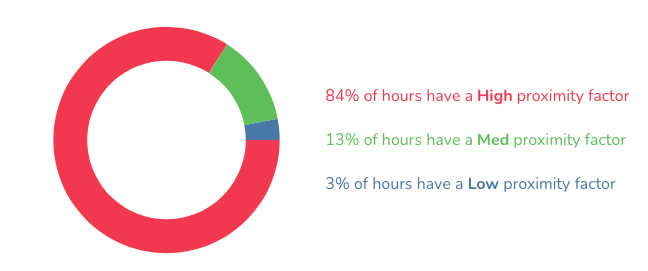 84% of hours have a High proximity factor
13% of hours have a Med proximity factor
3% of hours have a Low proximity factor